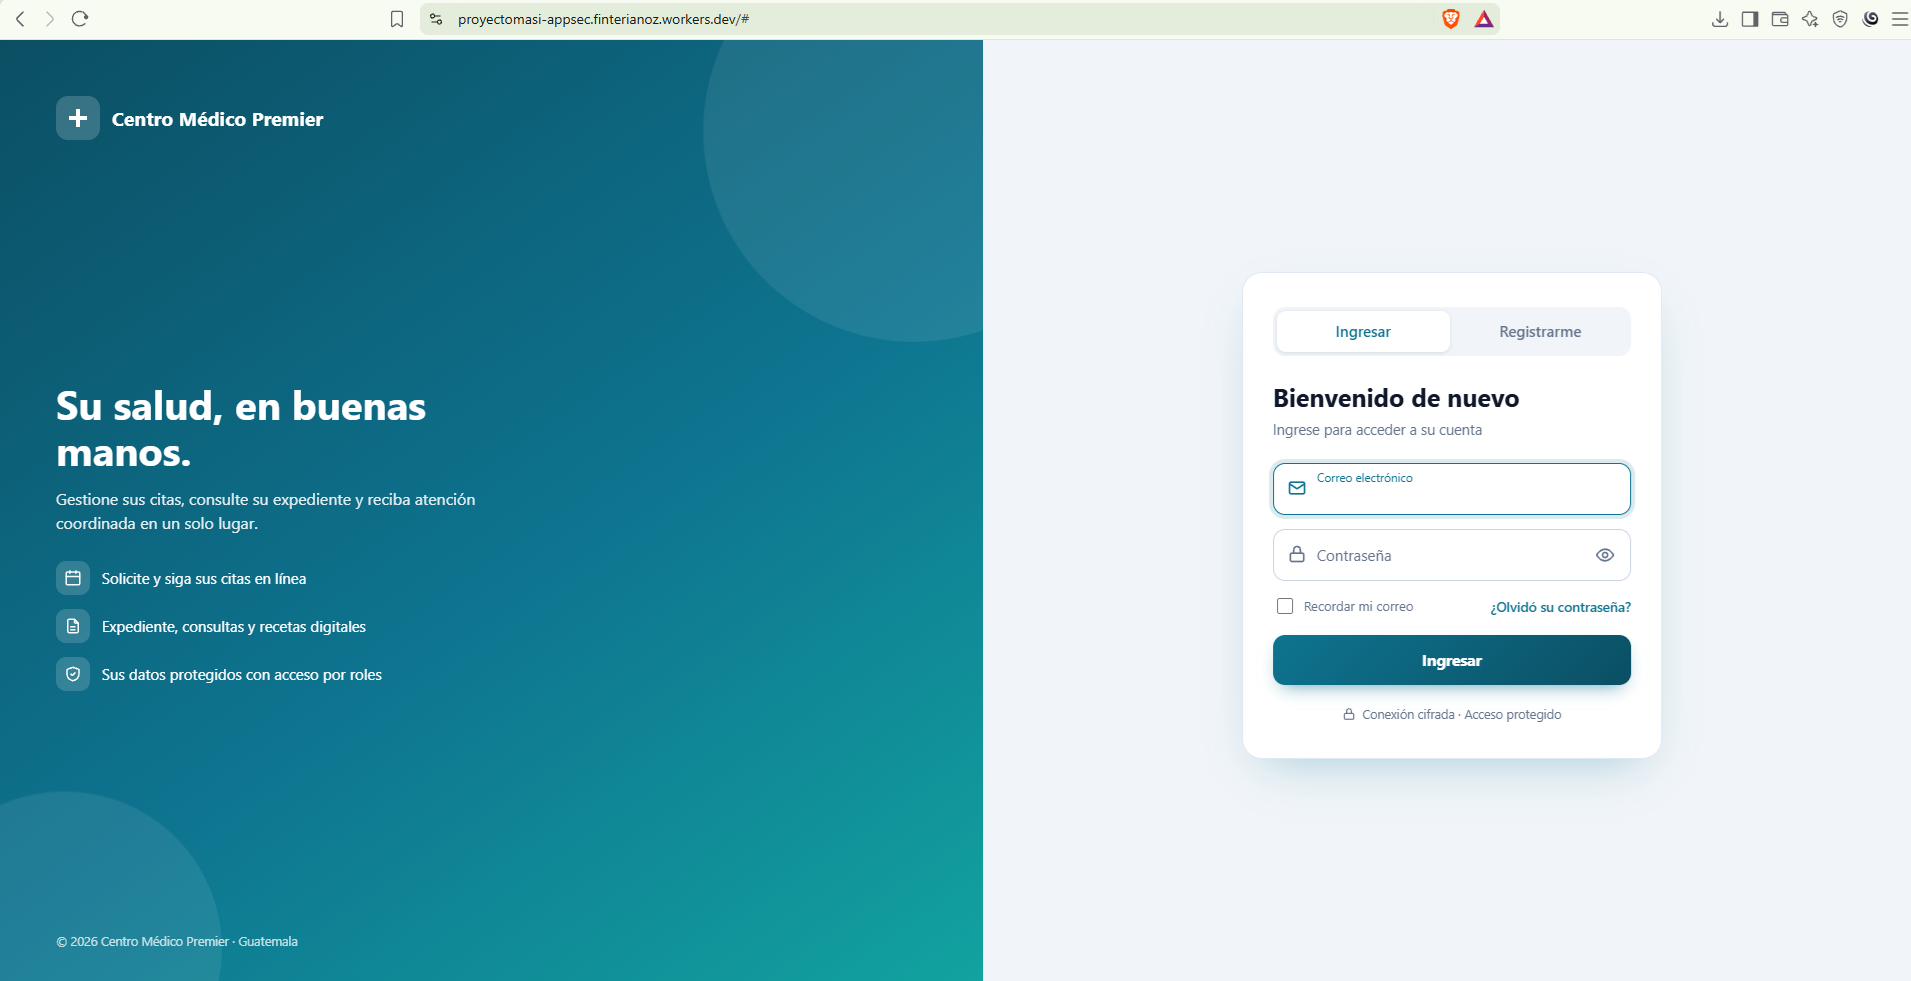 proyectomasi-appsec.finterianoz.workers.dev/#
Centro Médico Premier
Su salud, en buenas
manos.
Gestione sus citas, consulte su expediente y reciba atención
coordinada en un solo lugar.
Solicite y siga sus citas en línea
Expediente, consultas y recetas digitales
Sus datos protegidos con acceso por roles
© 2026 Centro Médico Premier · Guatemala
Ingresar
Registrarme
Bienvenido de nuevo
Ingrese para acceder a su cuenta
Correo electrónico
Contraseña
Recordar mi correo
¿Olvidó su contraseña?
Ingresar
Conexión cifrada · Acceso protegido